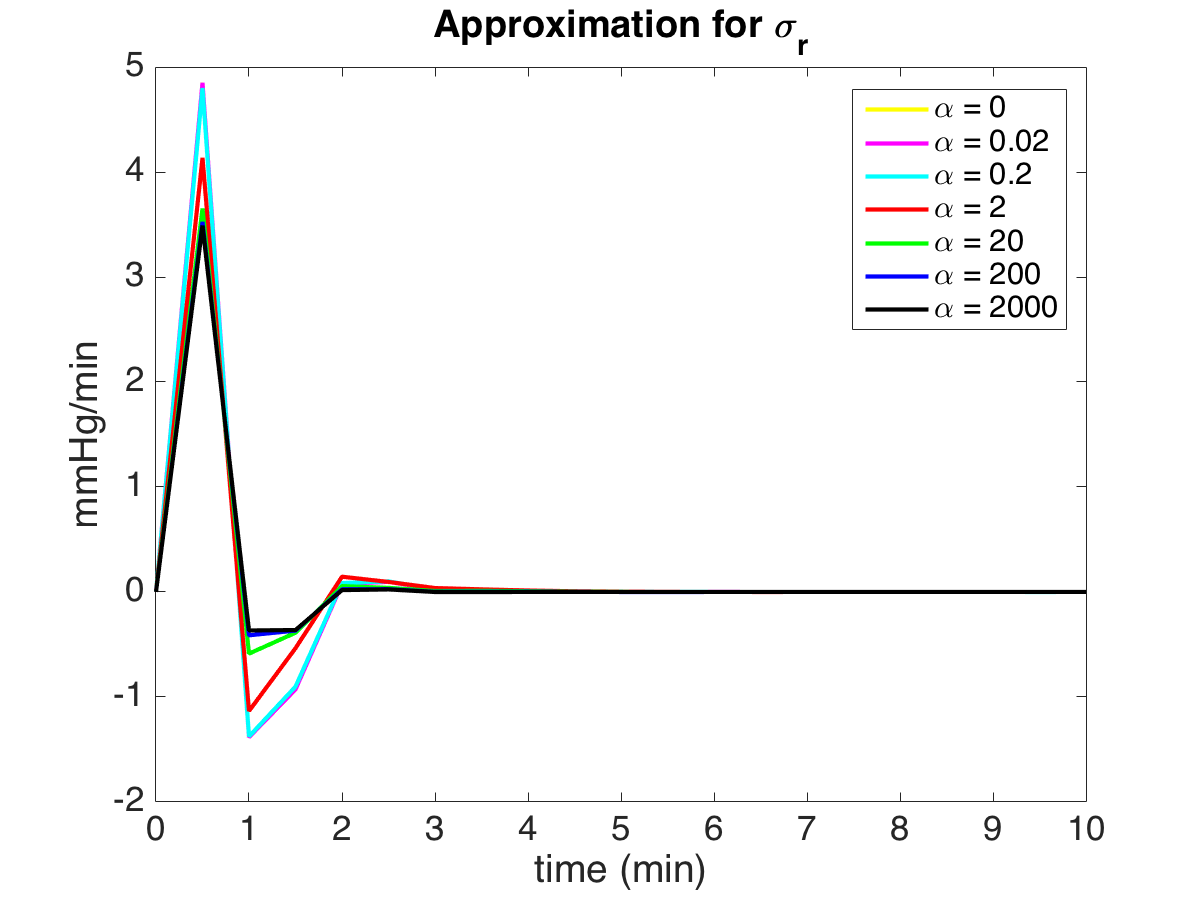 Approximation for σr
5
4
3
2
1
0
-1
-2
mmHg/min
α = 0
α = 0.02
α = 0.2
α = 2
α = 20
α = 200
α = 2000
0 1 2 3 4 5 6 7 8 9 10
time (min)